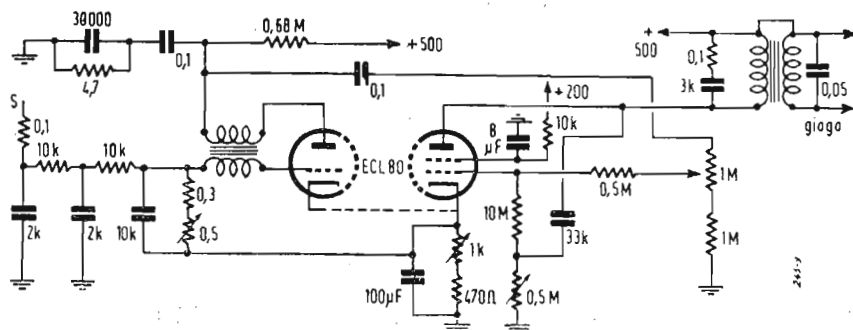 30000
0,1
4,7
0,68 M
+500
0,1
S
0,1
10k
10k
2k
2k
10k
0,3
0,5
ECL 80
100µF
1k
470Ω
8
µF
+200
10k
10M
0,5M
33k
0,5M
+
500
0,1
3k
0,05
giogo
1M
1M